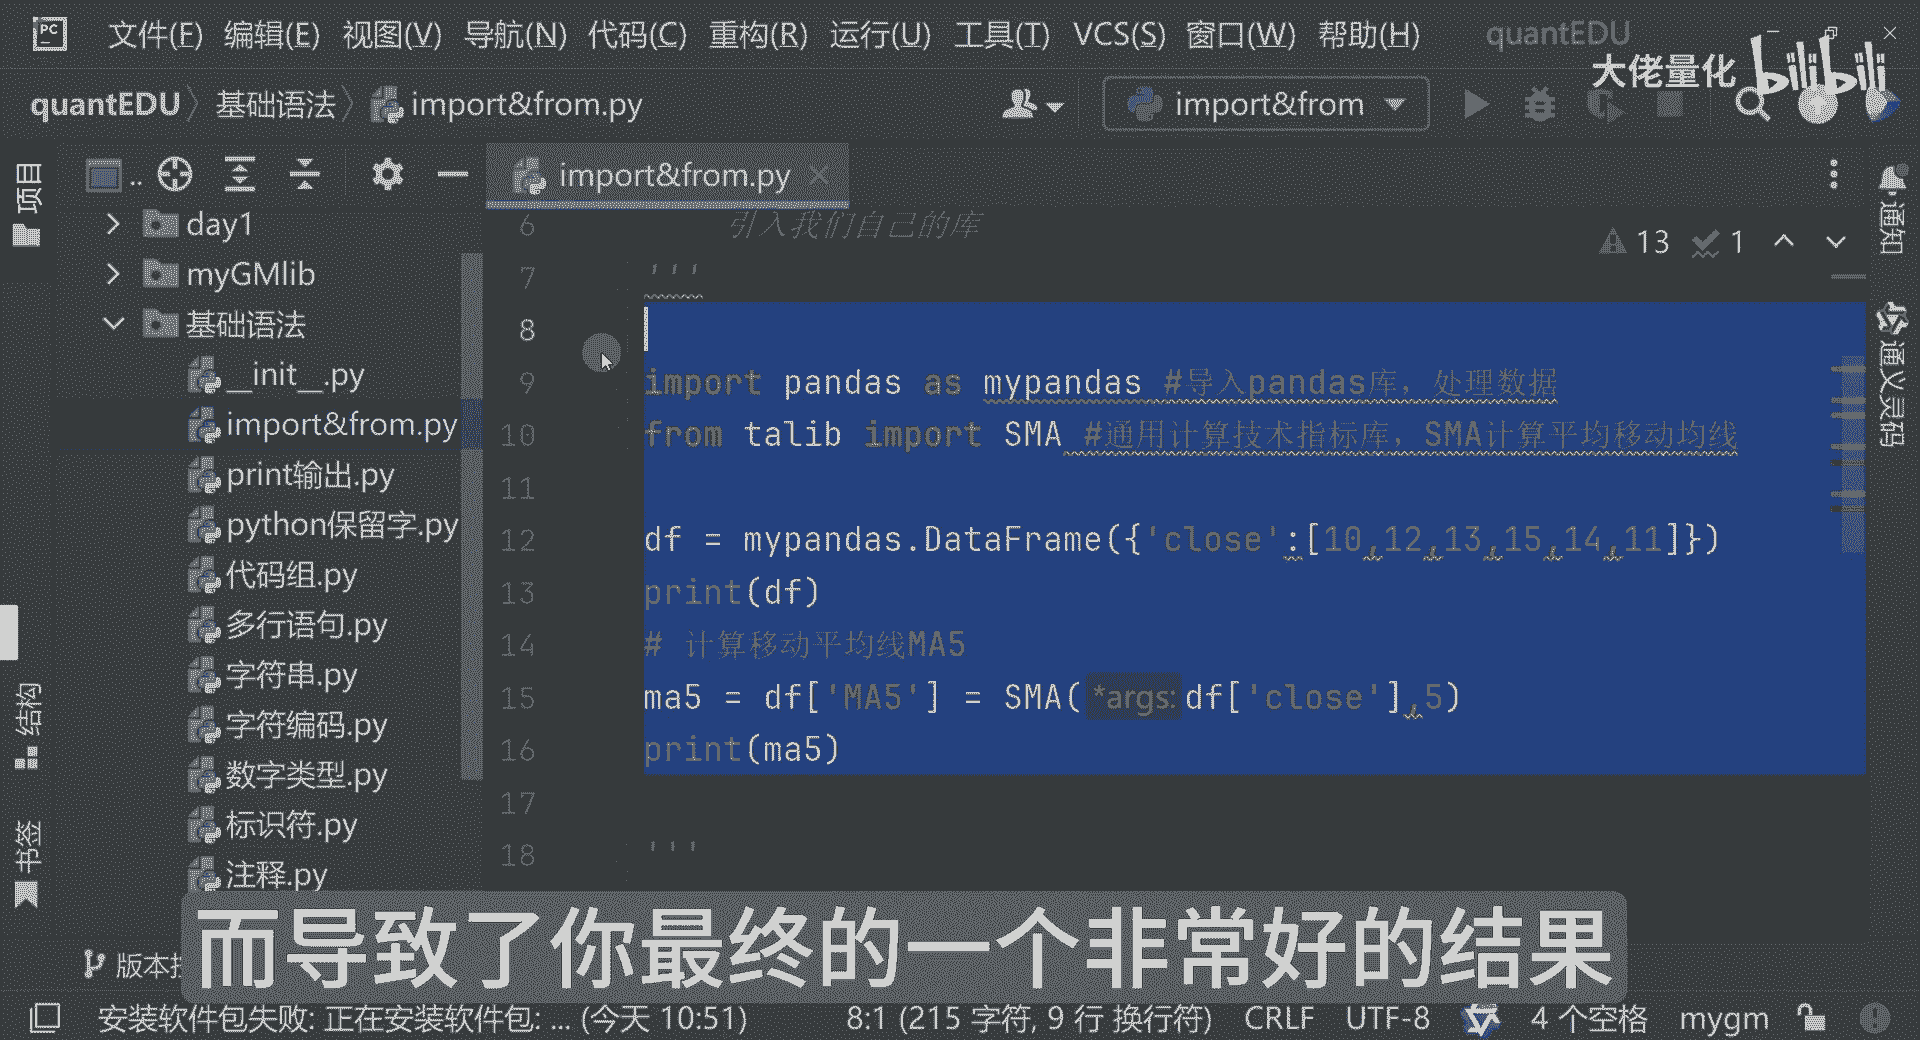 文件(F) 编辑(E) 视图(V) 导航(N) 代码(C) 重构(R) 运行(U) 工具(T) VCS(S) 窗口(W) 帮助(H) quantEDU
大佬量化 bilibili
quantEDU 基础语法 import&from.py import&from
项目
import&from.py
通知
通义灵码
结构
书签
day1
myGMlib
基础语法
__init__.py
import&from.py
print输出.py
python保留字.py
代码组.py
多行语句.py
字符串.py
字符编码.py
数字类型.py
标识符.py
注释.py
13 1
6 引入我们自己的库
7 '''
8
9 import pandas as mypandas #导入pandas库，处理数据
10 from talib import SMA #通用计算技术指标库，SMA计算平均移动均线
11
12 df = mypandas.DataFrame({'close':[10,12,13,15,14,11]})
13 print(df)
14 # 计算移动平均线MA5
15 ma5 = df['MA5'] = SMA(*args:df['close'],5)
16 print(ma5)
17
18 '''
而导致了你最终的一个非常好的结果
版本
安装软件包失败: 正在安装软件包: ... (今天 10:51) 8:1 (215 字符, 9 行 换行符) CRLF UTF-8 4 个空格 mygm